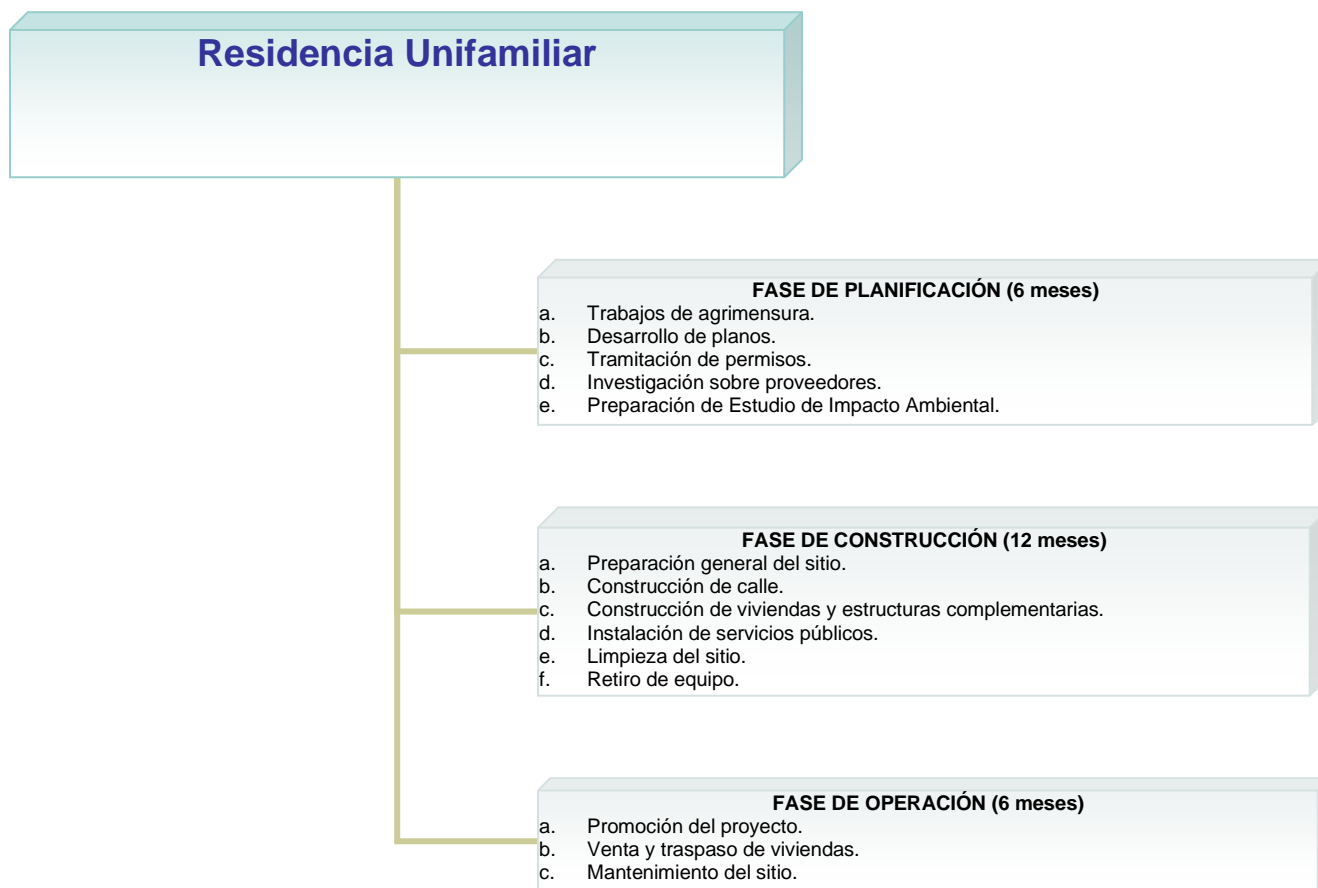 Residencia Unifamiliar
FASE DE PLANIFICACIÓN (6 meses)
a. Trabajos de agrimensura.
b. Desarrollo de planos.
c. Tramitación de permisos.
d. Investigación sobre proveedores.
e. Preparación de Estudio de Impacto Ambiental.
FASE DE CONSTRUCCIÓN (12 meses)
a. Preparación general del sitio.
b. Construcción de calle.
c. Construcción de viviendas y estructuras complementarias.
d. Instalación de servicios públicos.
e. Limpieza del sitio.
f. Retiro de equipo.
FASE DE OPERACIÓN (6 meses)
a. Promoción del proyecto.
b. Venta y traspaso de viviendas.
c. Mantenimiento del sitio.